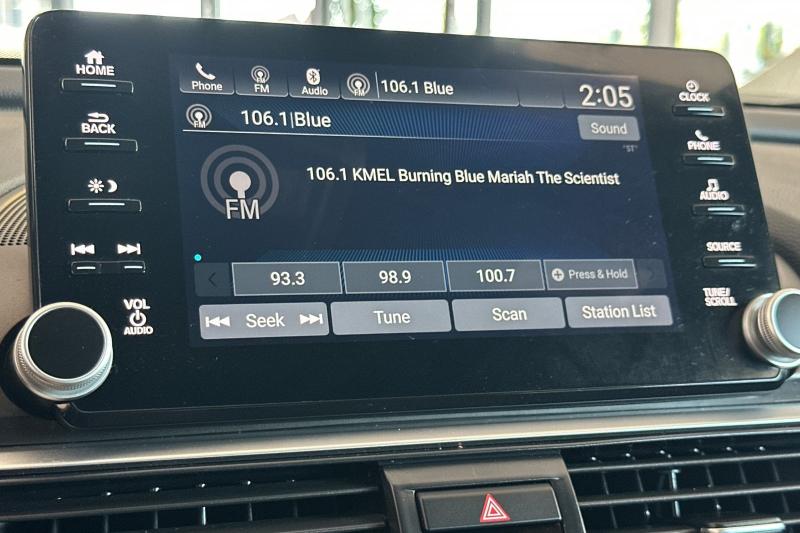 HOME
BACK
VOL
AUDIO
Phone
FM
FM
Audio
106.1 Blue
2:05
FM
106.1|Blue
Sound
"ST"
106.1 KMEL Burning Blue Mariah The Scientist
FM
93.3
98.9
100.7
Press & Hold
Seek
Tune
Scan
Station List
CLOCK
PHONE
AUDIO
SOURCE
TUNE/
SCROLL